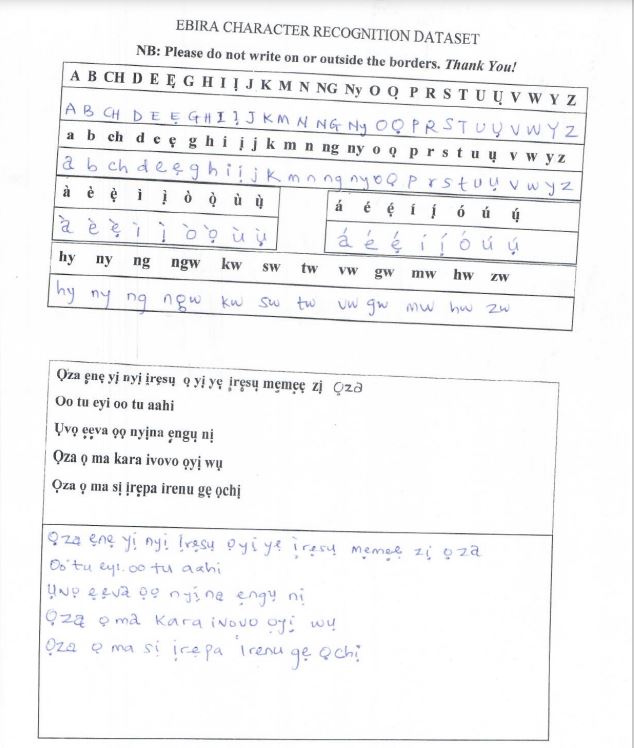 EBIRA CHARACTER RECOGNITION DATASET
NB: Please do not write on or outside the borders. Thank You!
A B CH D E Ẹ G H I Ị J K M N NG Ny O Ọ P R S T U Ụ V W Y Z
A B CH D E Ẹ G H I Ị J K M N NG Ny O Ọ P R S T U Ụ V W Y Z
a b ch d e ẹ g h i ị j k m n ng ny o ọ p r s t u ụ v w y z
a b ch d e ẹ g h i ị j k m n ng ny o ọ p r s t u ụ v w y z
à è ẹ̀ ì ị̀ ò ọ̀ ù ụ̀ á é ẹ́ í ị́ ó ú ụ́
à è ẹ̀ ì ị̀ ò ọ̀ ù ụ̀ á é ẹ́ í ị́ ó ú ụ́
hy ny ng ngw kw sw tw vw gw mw hw zw
hy ny ng ngw kw sw tw vw gw mw hw zw
Ọza ẹnẹ yị nyị ịrẹsụ ọ yị yẹ ịrẹsụ mẹmẹẹ zị ọza
Oo tu eyi oo tu aahi
Ụvọ ẹẹva ọọ nyịna ẹngụ nị
Ọza ọ ma kara ivovo ọyị wụ
Ọza ọ ma sị ịrẹpa irenu gẹ ọchị
Ọza ẹnẹ yị nyị ịrẹsụ ọyị yẹ ịrẹsụ mẹmẹẹ zị ọza
Oo tu eyi oo tu aahi
Ụvọ ẹẹva ọọ nyịna ẹngụ nị
Ọza ọ ma kara ivovo ọyị wụ
Ọza ọ ma sị ịrẹpa irenu gẹ ọchị